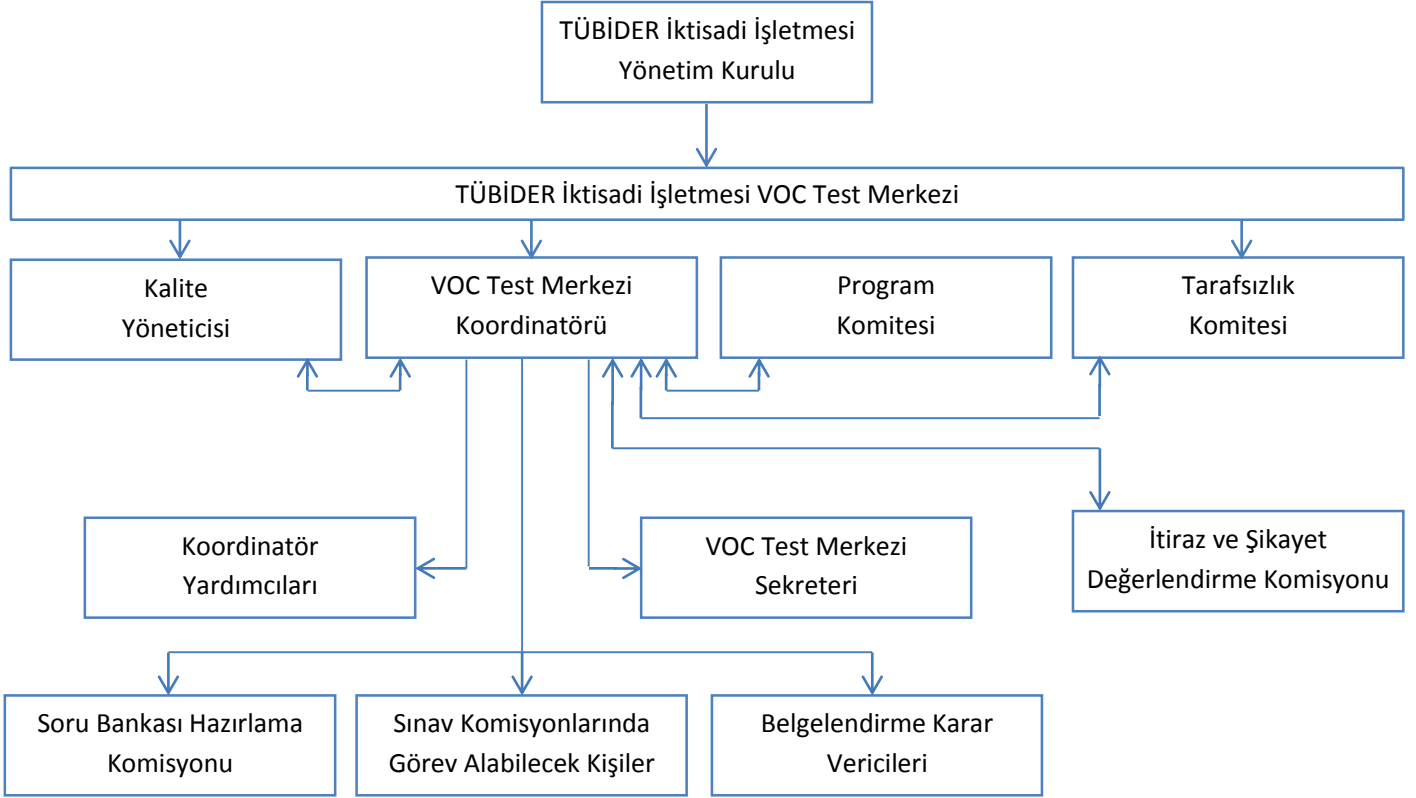 TÜBİDER İktisadi İşletmesi
Yönetim Kurulu
TÜBİDER İktisadi İşletmesi VOC Test Merkezi
Kalite
Yöneticisi
VOC Test Merkezi
Koordinatörü
Program
Komitesi
Tarafsızlık
Komitesi
Koordinatör
Yardımcıları
VOC Test Merkezi
Sekreteri
İtiraz ve Şikayet
Değerlendirme Komisyonu
Soru Bankası Hazırlama
Komisyonu
Sınav Komisyonlarında
Görev Alabilecek Kişiler
Belgelendirme Karar
Vericileri